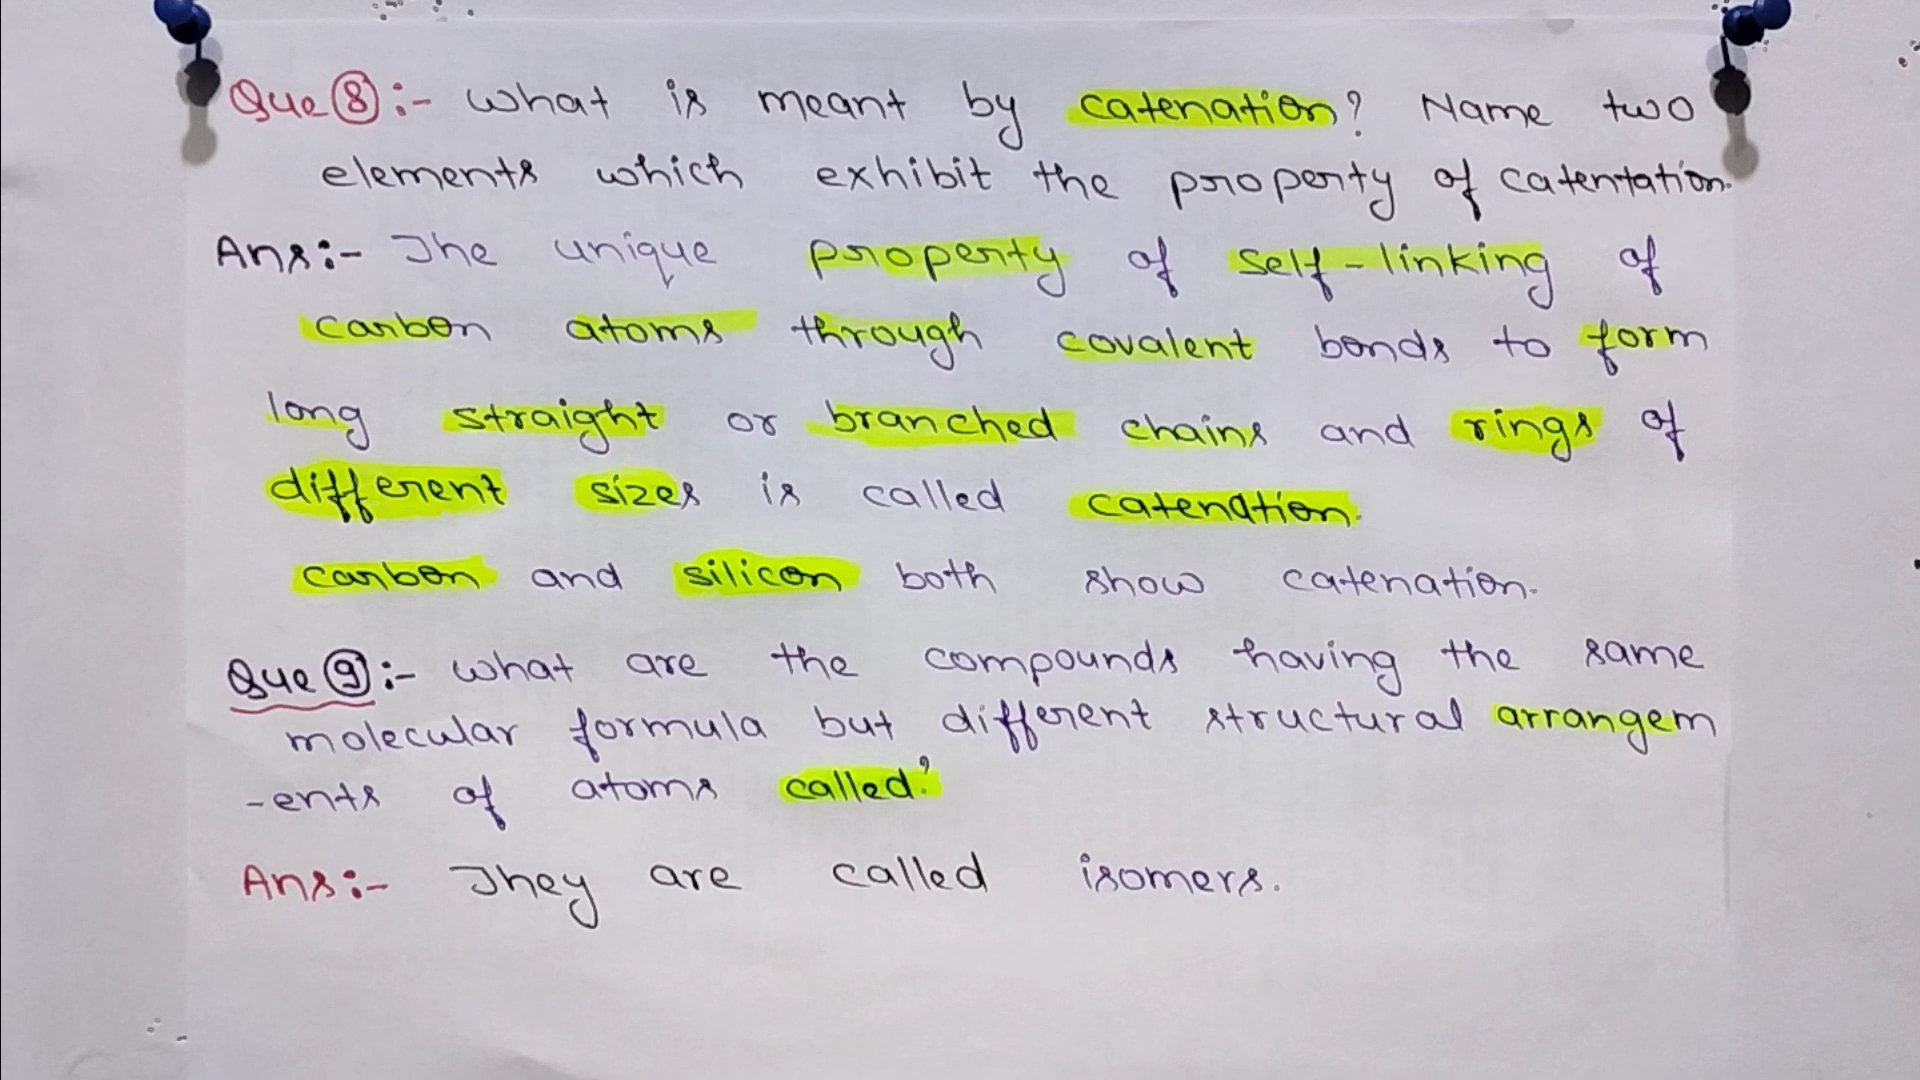 Que 8:- What is meant by catenation? Name two
elements which exhibit the property of catentation.
Ans:- The unique property of self-linking of
carbon atoms through covalent bonds to form
long straight or branched chains and rings of
different sizes is called catenation.
carbon and silicon both show catenation.
Que 9:- What are the compounds having the same
molecular formula but different structural arrangem
-ents of atoms called?
Ans:- They are called isomers.